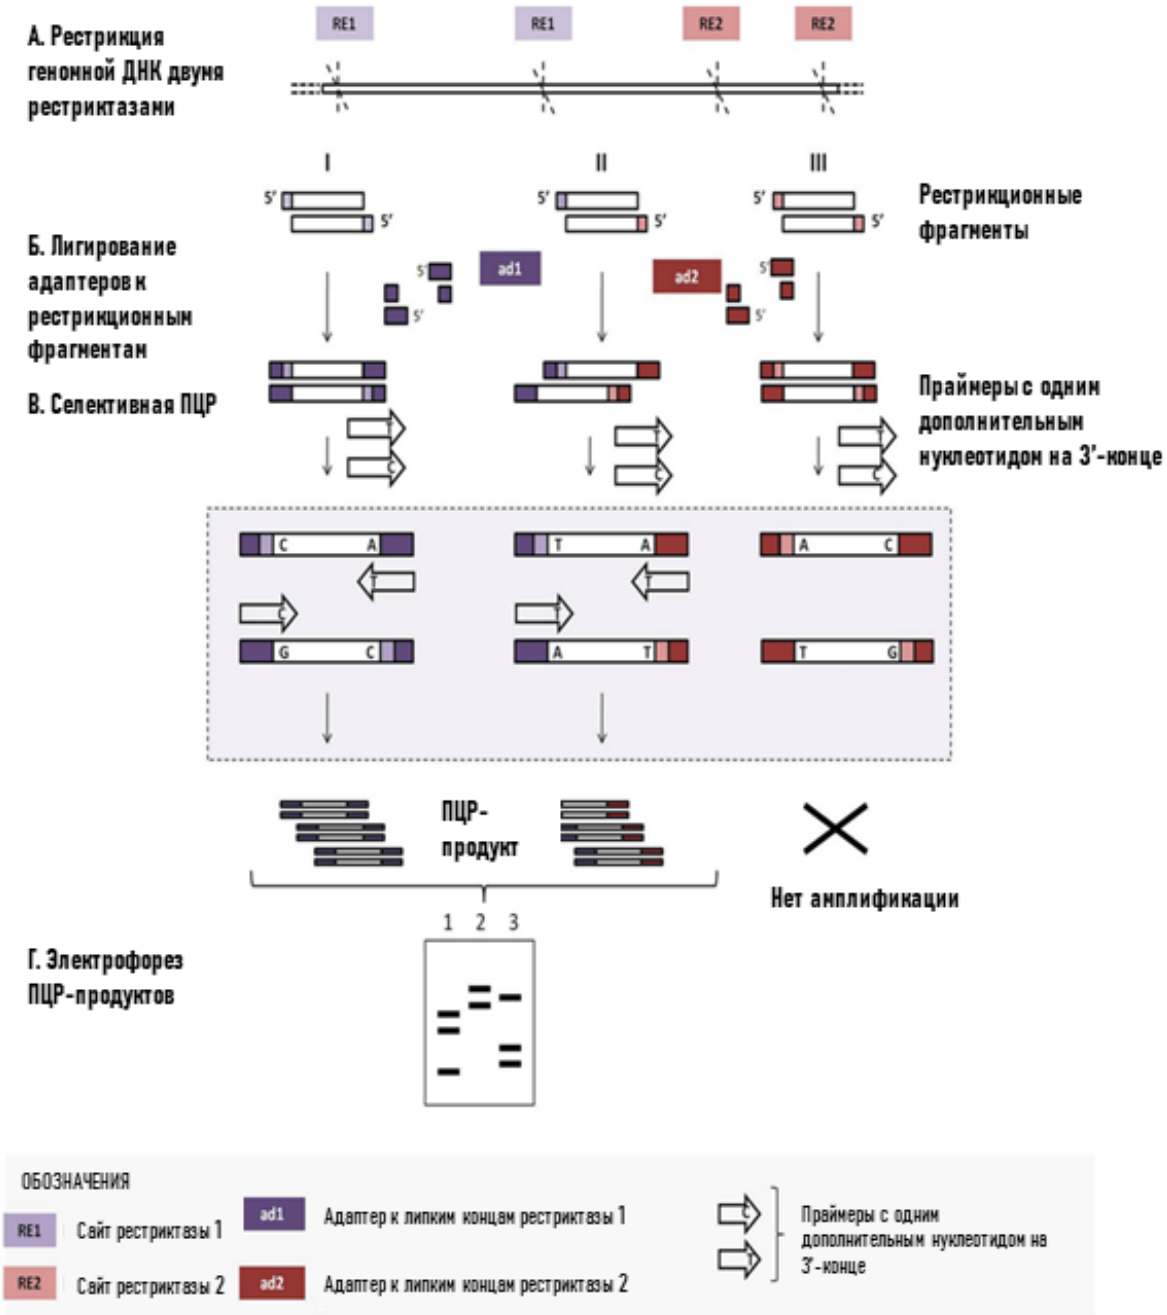 А. Рестрикция
геномной ДНК двумя
рестриктазами
RE1
RE1
RE2
RE2
I
II
III
5'
5'
5'
5'
5'
5'
Рестрикционные
фрагменты
Б. Лигирование
адаптеров к
рестрикционным
фрагментам
5'
5'
ad1
ad2
5'
5'
В. Селективная ПЦР
Праймеры с одним
дополнительным
нуклеотидом на 3'-конце
T
C
T
C
T
C
C A
T A
A C
T
T
C
T
G C
A T
T G
ПЦР-
продукт
Нет амплификации
1 2 3
Г. Электрофорез
ПЦР-продуктов
ОБОЗНАЧЕНИЯ
RE1 Сайт рестриктазы 1
ad1 Адаптер к липким концам рестриктазы 1
RE2 Сайт рестриктазы 2
ad2 Адаптер к липким концам рестриктазы 2
C
T
Праймеры с одним
дополнительным нуклеотидом на
3'-конце